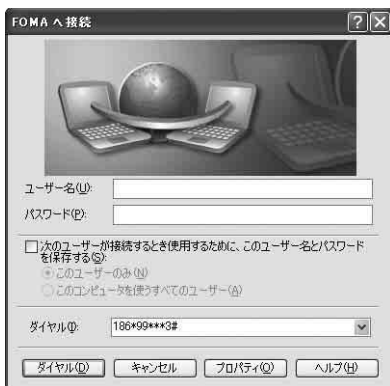 FOMA へ接続
ユーザー名(U):
パスワード(P):
次のユーザーが接続するとき使用するために、このユーザー名とパスワード
を保存する(S):
このユーザーのみ(N)
このコンピュータを使うすべてのユーザー(A)
ダイヤル(I): 186*99***3#
ダイヤル(D) キャンセル プロパティ(O) ヘルプ(H)